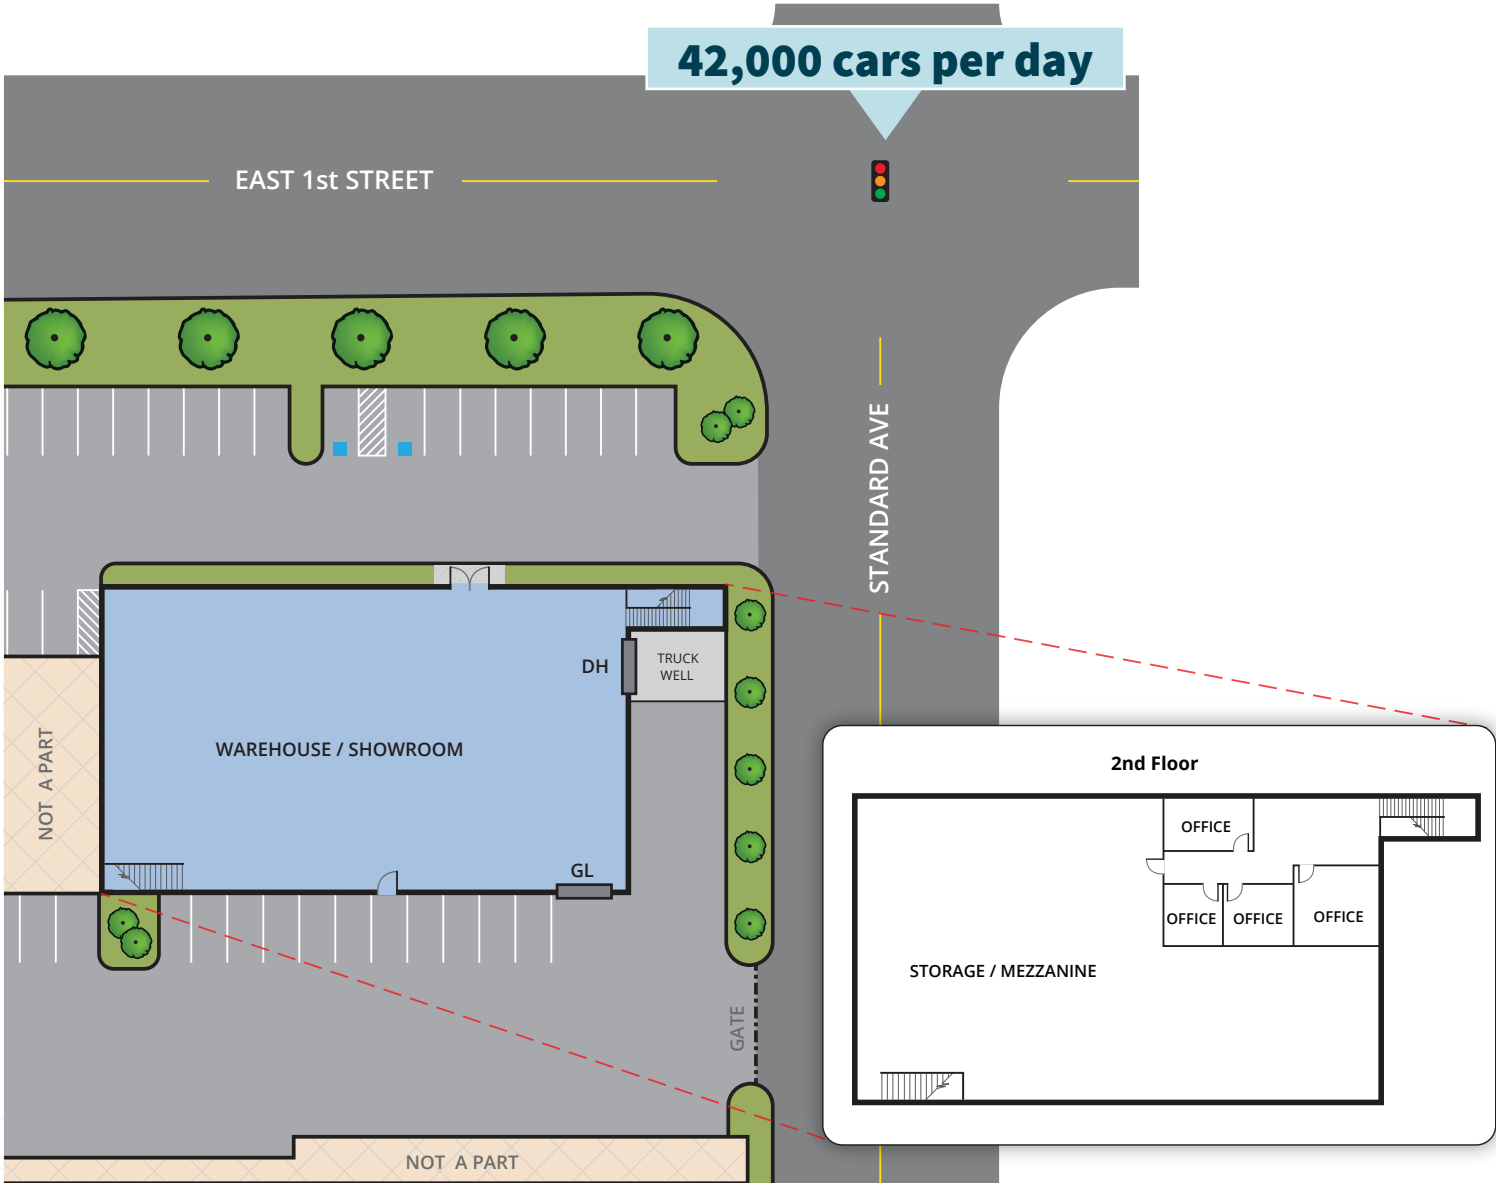 42,000 cars per day
EAST 1st STREET
STANDARD AVE
DH
TRUCK
WELL
WAREHOUSE / SHOWROOM
NOT A PART
GL
GATE
NOT A PART
2nd Floor
OFFICE
OFFICE
OFFICE
OFFICE
STORAGE / MEZZANINE